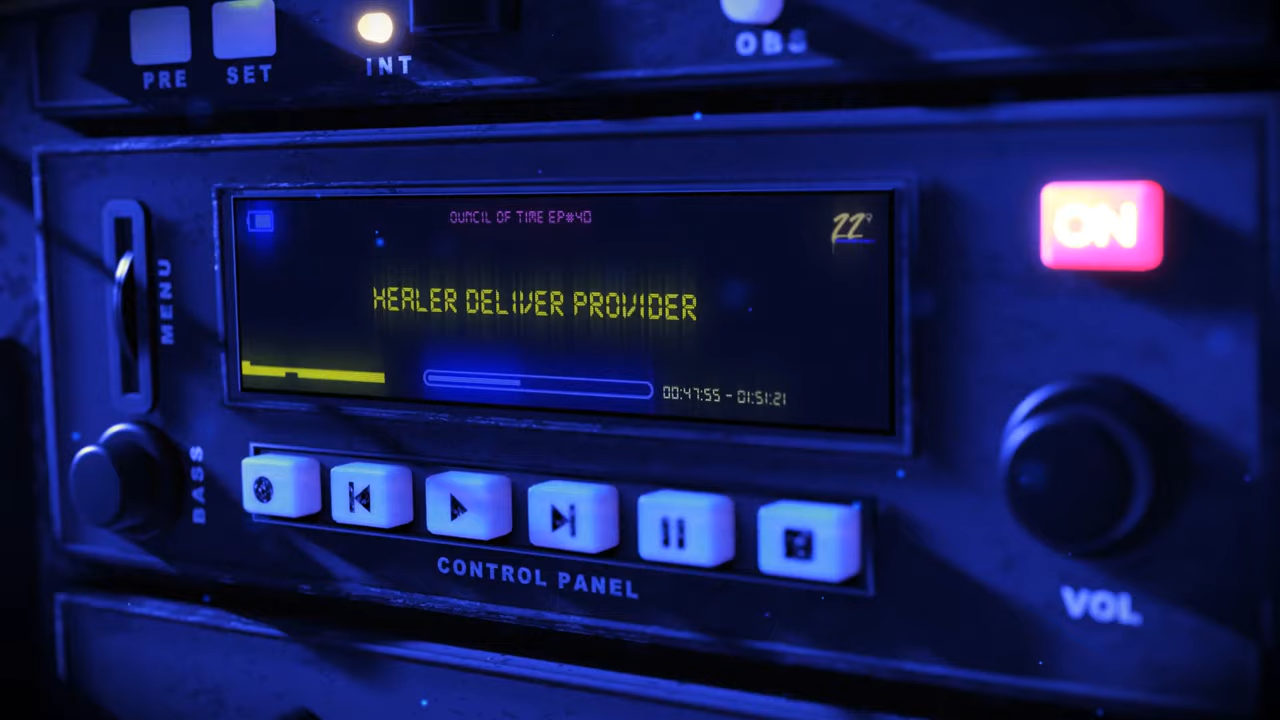 PRE
SET
INT
OBS
OUNCIL OF TIME EP#40
22°
HEALER DELIVER PROVIDER
00:47:55 - 01:51:21
ON
MENU
BASS
CONTROL PANEL
VOL